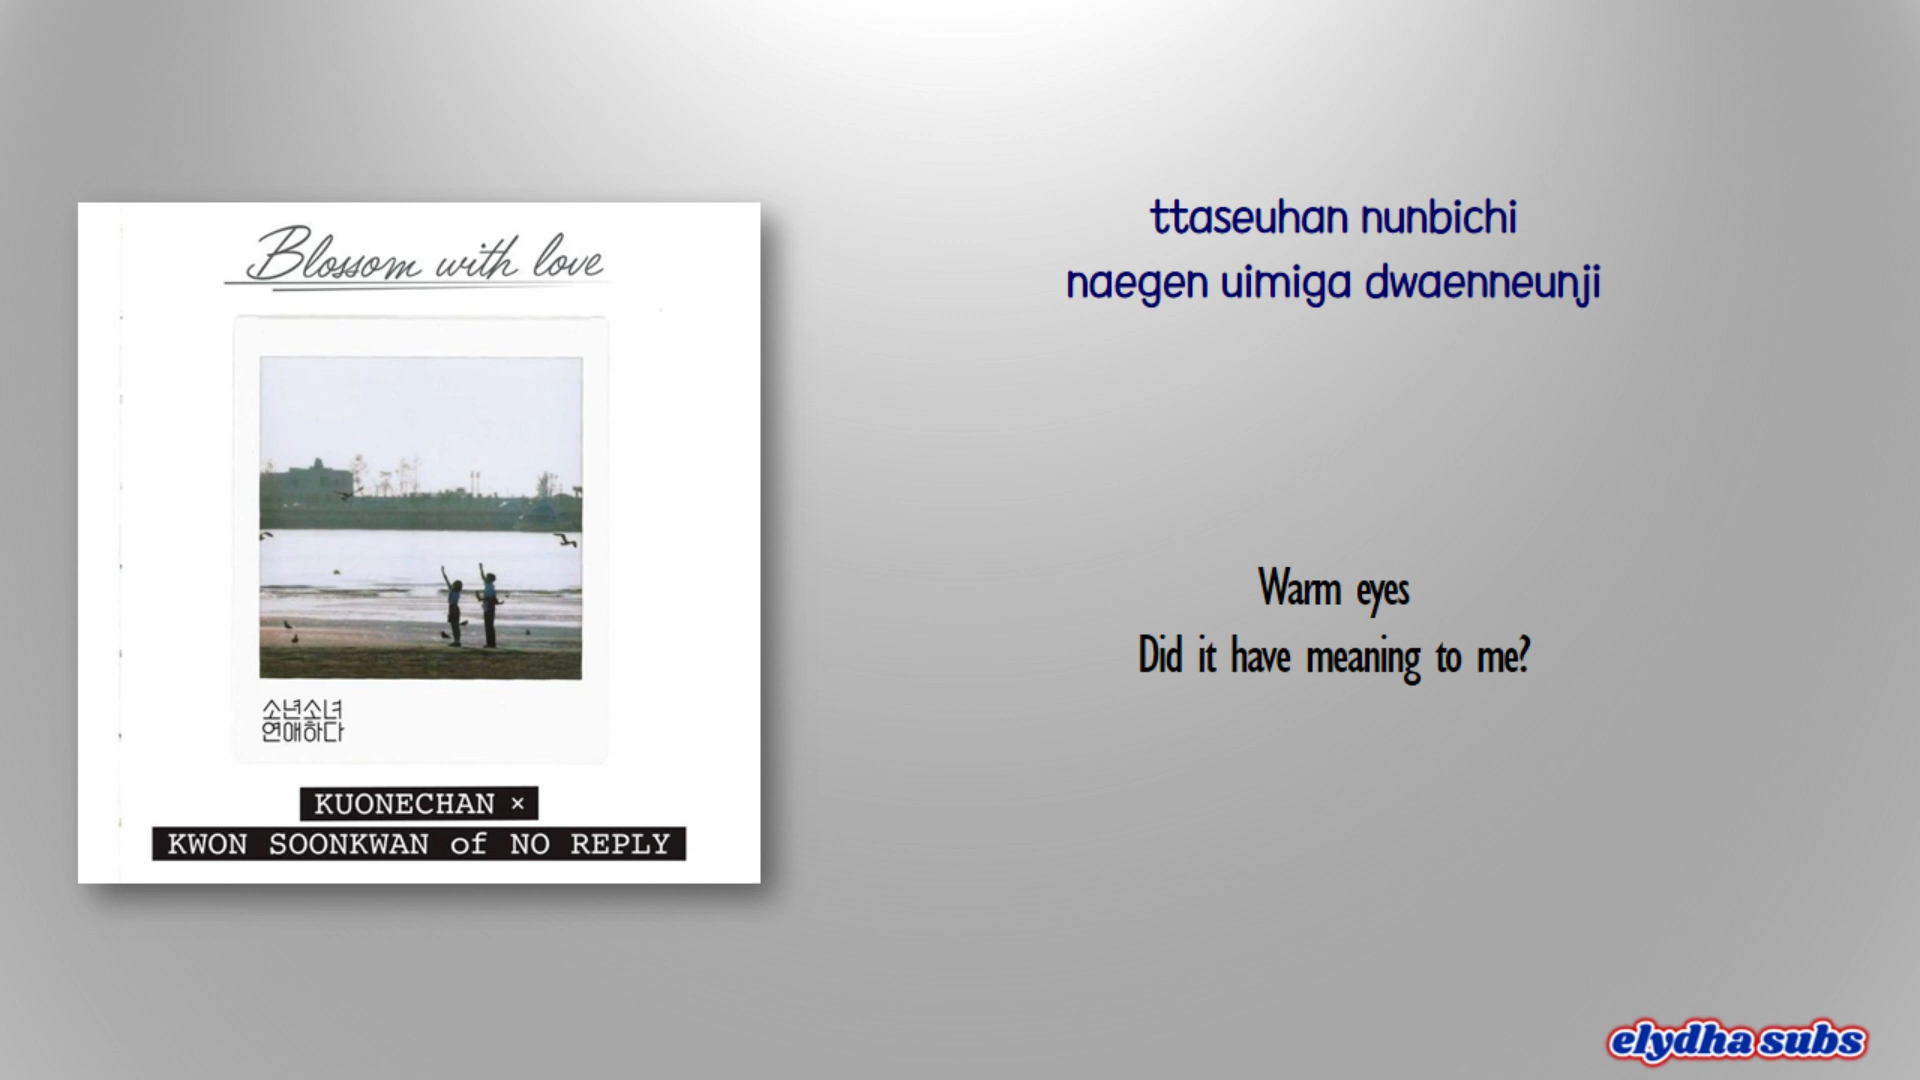 Blossom with love
소년소녀
연애하다
KUONECHAN ×
KWON SOONKWAN of NO REPLY
ttaseuhan nunbichi
naegen uimiga dwaenneunji
Warm eyes
Did it have meaning to me?
elydha subs